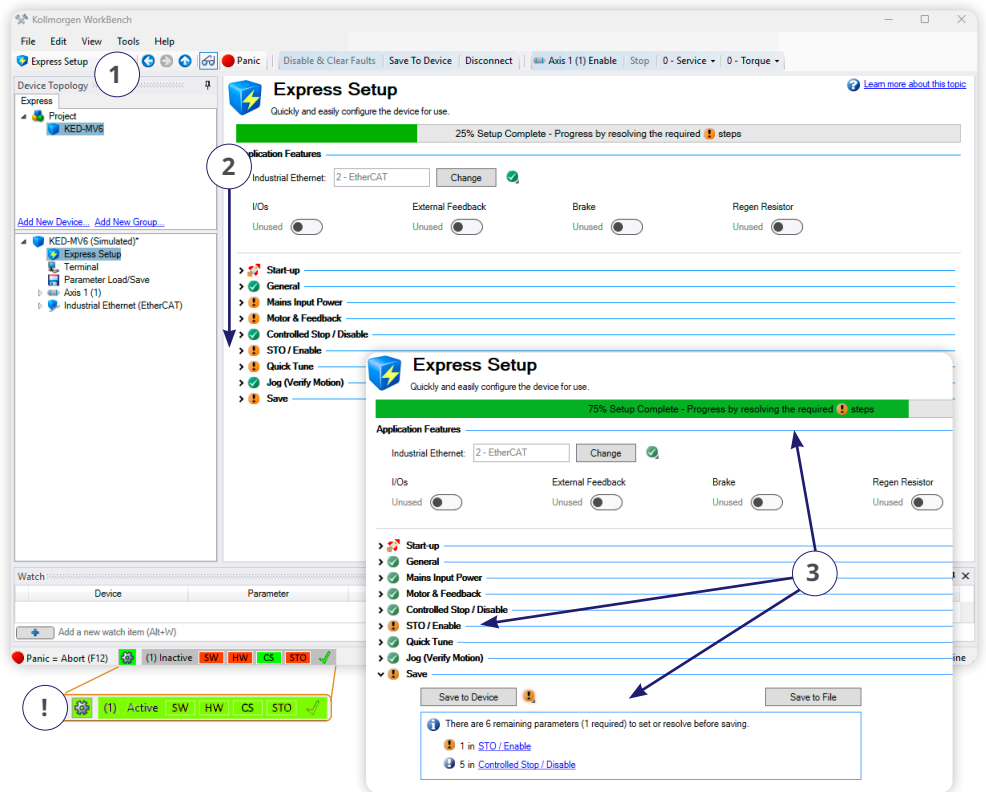 Kollmorgen WorkBench
File Edit View Tools Help
Express Setup
Panic
Disable & Clear Faults Save To Device Disconnect
Axis 1 (1) Enable Stop 0 - Service 0 - Torque
1
Device Topology
Express
Project
KED-MV6
Add New Device... Add New Group...
KED-MV6 (Simulated)*
Express Setup
Terminal
Parameter Load/Save
Axis 1 (1)
Industrial Ethernet (EtherCAT)
Express Setup
Learn more about this topic
Quickly and easily configure the device for use.
25% Setup Complete - Progress by resolving the required ! steps
2
Application Features
Industrial Ethernet: 2 - EtherCAT Change
I/Os External Feedback Brake Regen Resistor
Unused Unused Unused Unused
Start-up
General
Mains Input Power
Motor & Feedback
Controlled Stop / Disable
STO / Enable
Quick Tune
Jog (Verify Motion)
Save
Express Setup
Quickly and easily configure the device for use.
75% Setup Complete - Progress by resolving the required ! steps
Application Features
Industrial Ethernet: 2 - EtherCAT Change
I/Os External Feedback Brake Regen Resistor
Unused Unused Unused Unused
Start-up
General
Mains Input Power
Motor & Feedback
Controlled Stop / Disable
STO / Enable
Quick Tune
Jog (Verify Motion)
Save
3
Save to Device ! Save to File
There are 6 remaining parameters (1 required) to set or resolve before saving.
1 in STO / Enable
5 in Controlled Stop / Disable
Watch
Device Parameter
Add a new watch item (Alt+W)
Panic = Abort (F12) (1) Inactive SW HW CS STO
! (1) Active SW HW CS STO